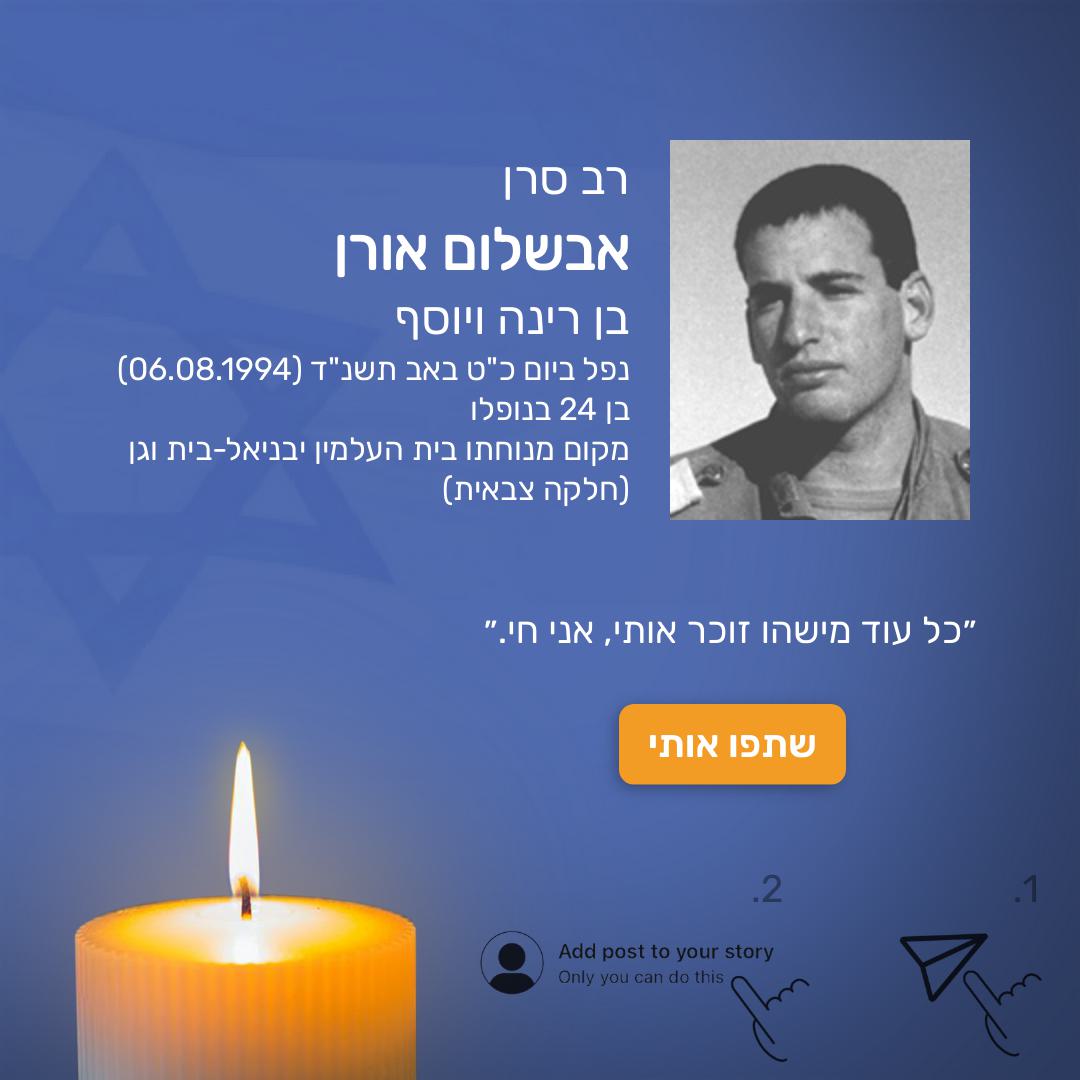 רב סרן
אבשלום אורן
בן רינה ויוסף
נפל ביום כ"ט באב תשנ"ד (06.08.1994)
בן 24 בנופלו
מקום מנוחתו בית העלמין יבניאל-בית וגן
(חלקה צבאית)
״כל עוד מישהו זוכר אותי, אני חי.״
שתפו אותי
.1
.2
Add post to your story
Only you can do this